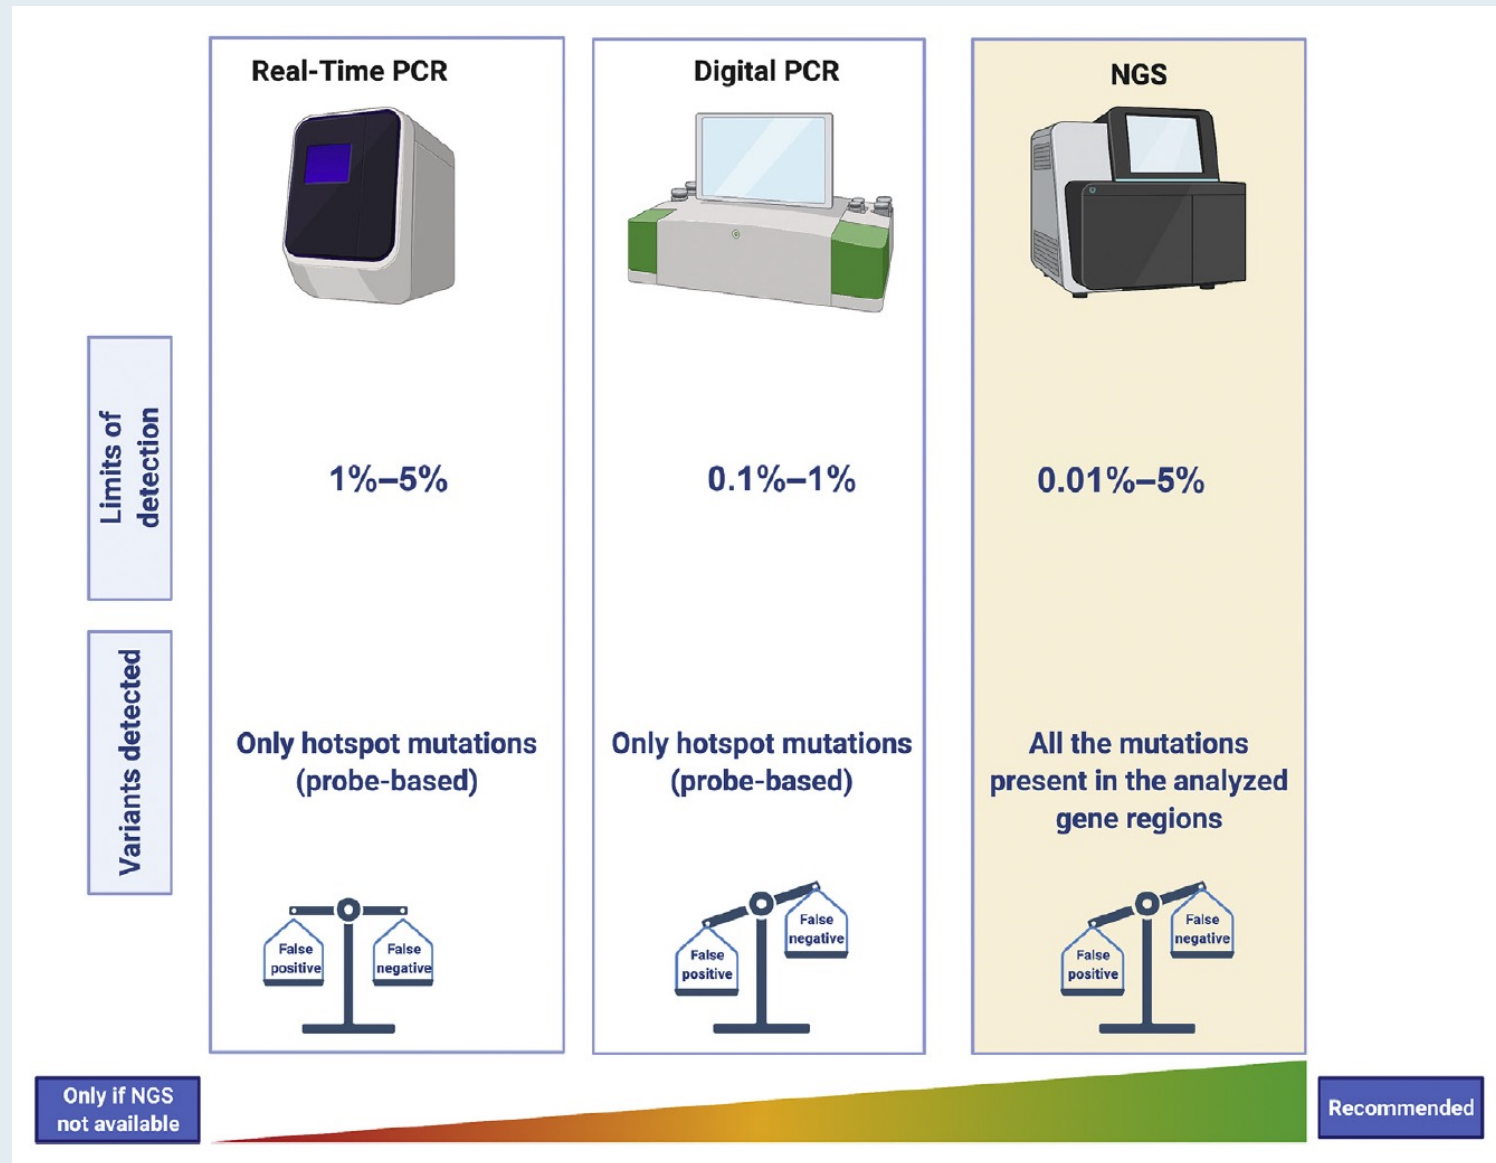 Real-Time PCR
Digital PCR
NGS
Limits of
detection
1%–5%
0.1%–1%
0.01%–5%
Variants detected
Only hotspot mutations
(probe-based)
Only hotspot mutations
(probe-based)
All the mutations
present in the analyzed
gene regions
False
positive
False
negative
False
positive
False
negative
False
positive
False
negative
Only if NGS
not available
Recommended